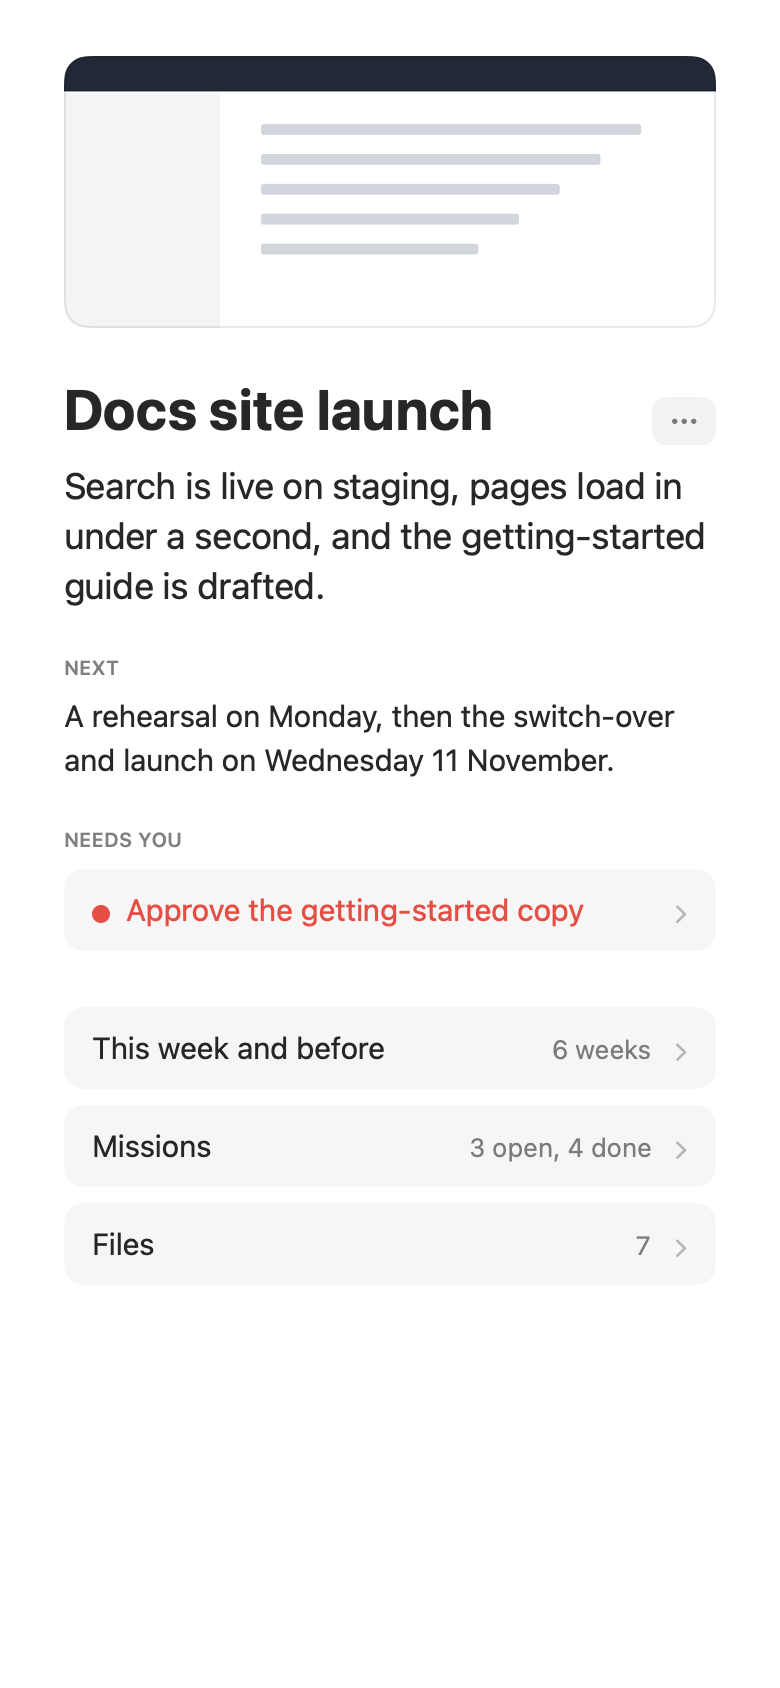 Docs site launch
Search is live on staging, pages load in
under a second, and the getting-started
guide is drafted.
NEXT
A rehearsal on Monday, then the switch-over
and launch on Wednesday 11 November.
NEEDS YOU
Approve the getting-started copy
This week and before 6 weeks
Missions 3 open, 4 done
Files 7